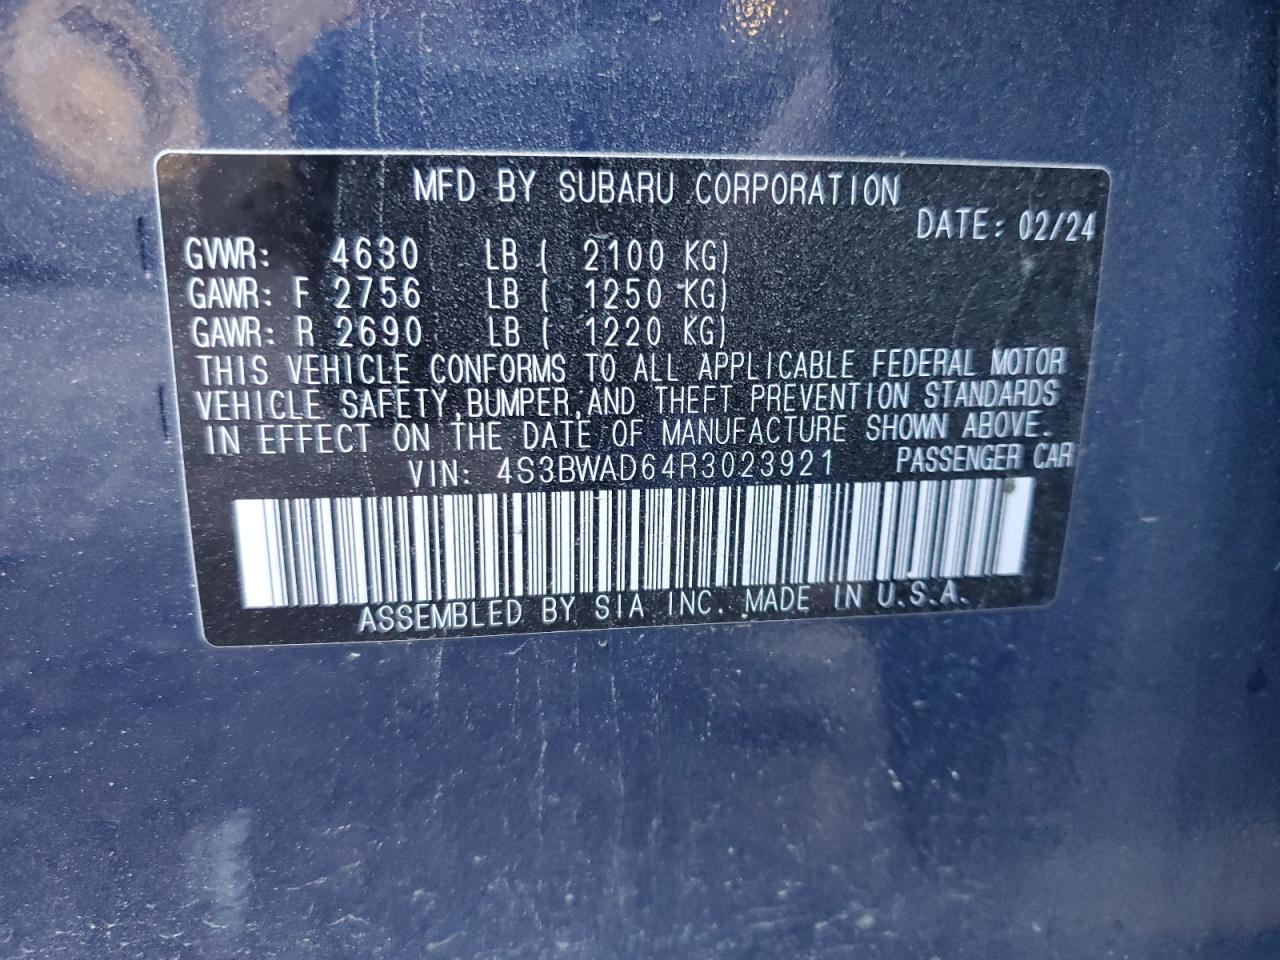 MFD BY SUBARU CORPORATION
DATE: 02/24
GVWR: 4630 LB ( 2100 KG)
GAWR: F 2756 LB ( 1250 KG)
GAWR: R 2690 LB ( 1220 KG)
THIS VEHICLE CONFORMS TO ALL APPLICABLE FEDERAL MOTOR
VEHICLE SAFETY,BUMPER,AND THEFT PREVENTION STANDARDS
IN EFFECT ON THE DATE OF MANUFACTURE SHOWN ABOVE.
VIN: 4S3BWAD64R3023921 PASSENGER CAR
ASSEMBLED BY SIA INC. MADE IN U.S.A.